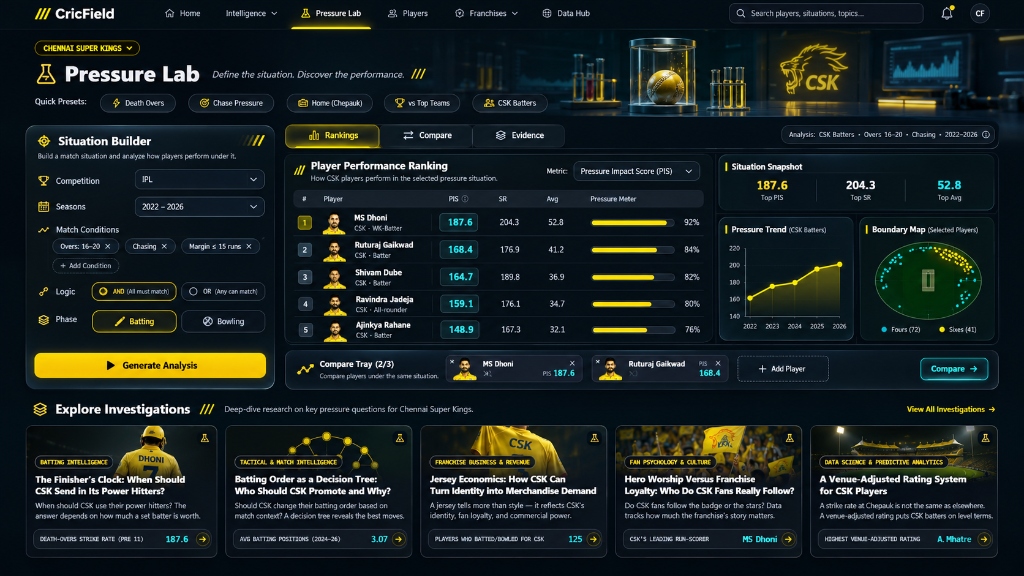 CricField
Home
Intelligence
Pressure Lab
Players
Franchises
Data Hub
Search players, situations, topics...
CF
CHENNAI SUPER KINGS
Pressure Lab
Define the situation. Discover the performance.
CSK
Quick Presets:
Death Overs
Chase Pressure
Home (Chepauk)
vs Top Teams
CSK Batters
Situation Builder
Build a match situation and analyze how players perform under it.
Competition
IPL
Seasons
2022 – 2026
Match Conditions
Overs: 16–20 ×
Chasing ×
Margin ≤ 15 runs ×
+ Add Condition
Logic
AND (All must match)
OR (Any can match)
Phase
Batting
Bowling
Generate Analysis
Rankings
Compare
Evidence
Analysis: CSK Batters • Overs 16–20 • Chasing • 2022–2026
Player Performance Ranking
How CSK players perform in the selected pressure situation.
Metric:
Pressure Impact Score (PIS)
# Player PIS SR Avg Pressure Meter
1 MS Dhoni 187.6 204.3 52.8 92%
CSK • WK-Batter
2 Ruturaj Gaikwad 168.4 176.9 41.2 84%
CSK • Batter
3 Shivam Dube 164.7 189.8 36.9 82%
CSK • Batter
4 Ravindra Jadeja 159.1 176.1 34.7 80%
CSK • All-rounder
5 Ajinkya Rahane 148.9 167.3 32.1 76%
CSK • Batter
Situation Snapshot
187.6 204.3 52.8
Top PIS Top SR Top Avg
Pressure Trend (CSK Batters)
220
200
180
160
140
2022 2023 2024 2025 2026
Boundary Map (Selected Players)
Fours (72) Sixes (41)
Compare Tray (2/3)
Compare players under the same situation.
MS Dhoni ×
PIS 187.6
Ruturaj Gaikwad PIS ×
168.4
+ Add Player
Compare →
Explore Investigations
Deep-dive research on key pressure questions for Chennai Super Kings.
View All Investigations →
DHONI
7
BATTING INTELLIGENCE
The Finisher's Clock: When Should
CSK Send in Its Power Hitters?
When should CSK use their power hitters? The
answer depends on how much a set batter is worth.
DEATH-OVERS STRIKE RATE (PRE 11) 187.6 →
TACTICAL & MATCH INTELLIGENCE
Batting Order as a Decision Tree:
Who Should CSK Promote and Why?
Should CSK change their batting order based on
match context? A decision tree reveals the best moves.
AVG BATTING POSITIONS (2024–26) 3.07 →
CSK
FRANCHISE BUSINESS & REVENUE
Jersey Economics: How CSK Can
Turn Identity into Merchandise Demand
A jersey tells more than style — it reflects CSK's
identity, fan loyalty, and commercial power.
PLAYERS WHO BATTED/BOWLED FOR CSK 125 →
CSK
FAN PSYCHOLOGY & CULTURE
Hero Worship Versus Franchise
Loyalty: Who Do CSK Fans Really Follow?
Do CSK fans follow the badge or the stars? Data
tracks how much the franchise's story matters.
CSK'S LEADING RUN-SCORER MS Dhoni →
DATA SCIENCE & PREDICTIVE ANALYTICS
A Venue-Adjusted Rating System
for CSK Players
A strike rate at Chepauk is not the same as elsewhere.
A venue-adjusted rating puts CSK batters on level terms.
HIGHEST VENUE-ADJUSTED RATING A. Mhatre →